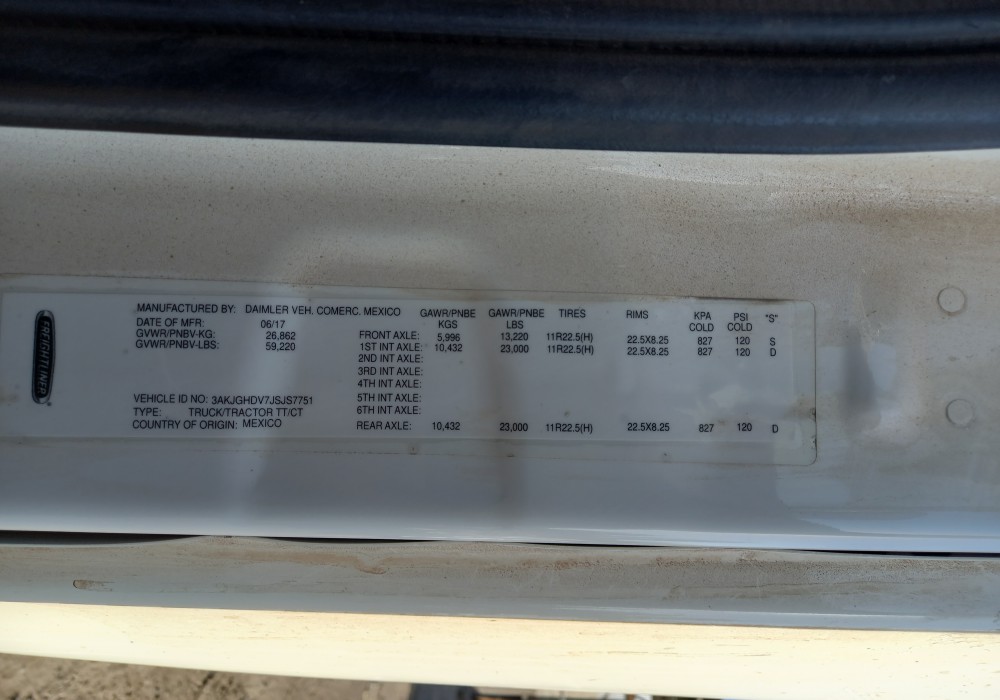 FREIGHTLINER
MANUFACTURED BY: DAIMLER VEH. COMERC. MEXICO GAWR/PNBE GAWR/PNBE TIRES RIMS KPA PSI "S"
DATE OF MFR: 06/17 KGS LBS COLD COLD
GVWR/PNBV-KG: 26,862 FRONT AXLE: 5,996 13,220 11R22.5(H) 22.5X8.25 827 120 S
GVWR/PNBV-LBS: 59,220 1ST INT AXLE: 10,432 23,000 11R22.5(H) 22.5X8.25 827 120 D
2ND INT AXLE:
3RD INT AXLE:
4TH INT AXLE:
VEHICLE ID NO: 3AKJGHDV7JSJS7751 5TH INT AXLE:
TYPE: TRUCK/TRACTOR TT/CT 6TH INT AXLE:
COUNTRY OF ORIGIN: MEXICO REAR AXLE: 10,432 23,000 11R22.5(H) 22.5X8.25 827 120 D